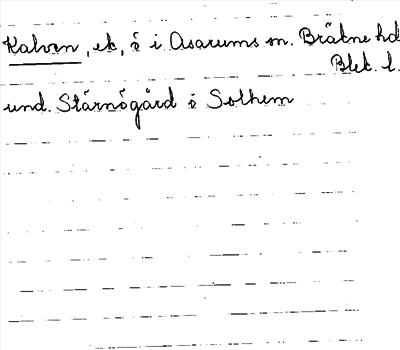 Kalven, ek, ö i Asarums sn. Bräkne hd
Blek. l.
und. Stärnögård i Solhem